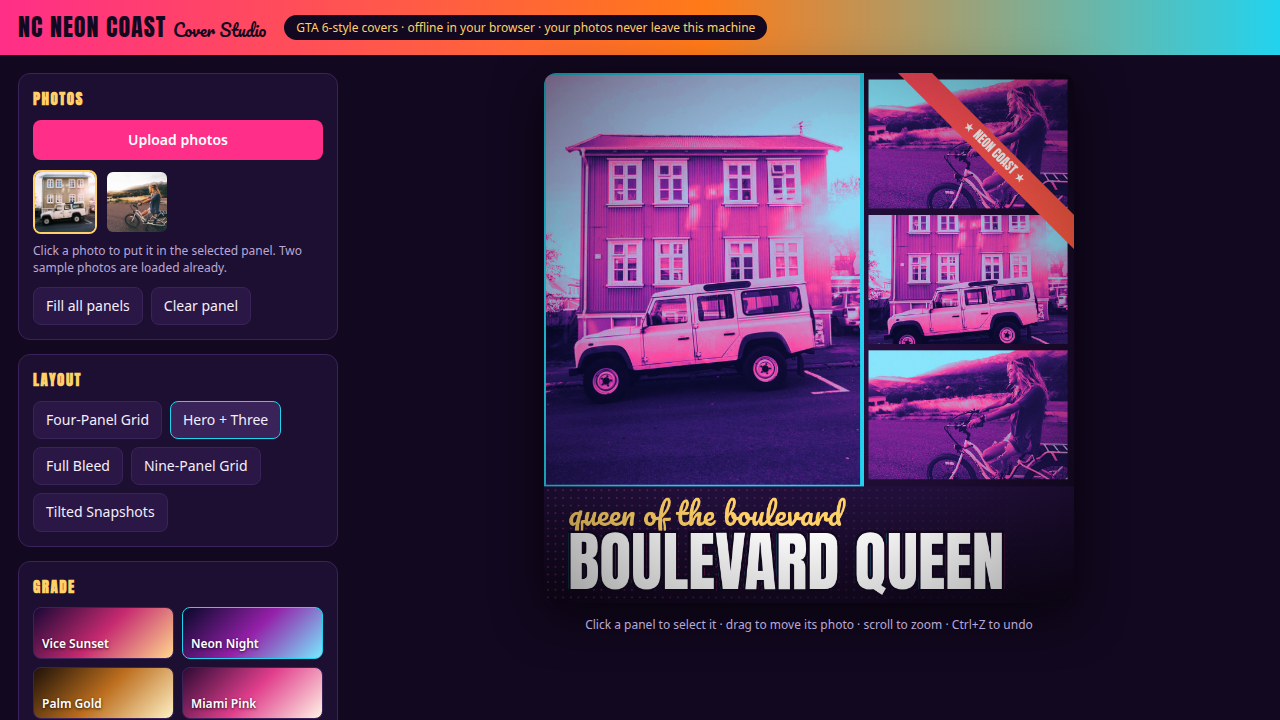 NC NEON COAST Cover Studio
GTA 6-style covers · offline in your browser · your photos never leave this machine
PHOTOS
Upload photos
Click a photo to put it in the selected panel. Two
sample photos are loaded already.
Fill all panels
Clear panel
LAYOUT
Four-Panel Grid
Hero + Three
Full Bleed
Nine-Panel Grid
Tilted Snapshots
GRADE
Vice Sunset
Neon Night
Palm Gold
Miami Pink
★ NEON COAST ★
queen of the boulevard
BOULEVARD QUEEN
Click a panel to select it · drag to move its photo · scroll to zoom · Ctrl+Z to undo